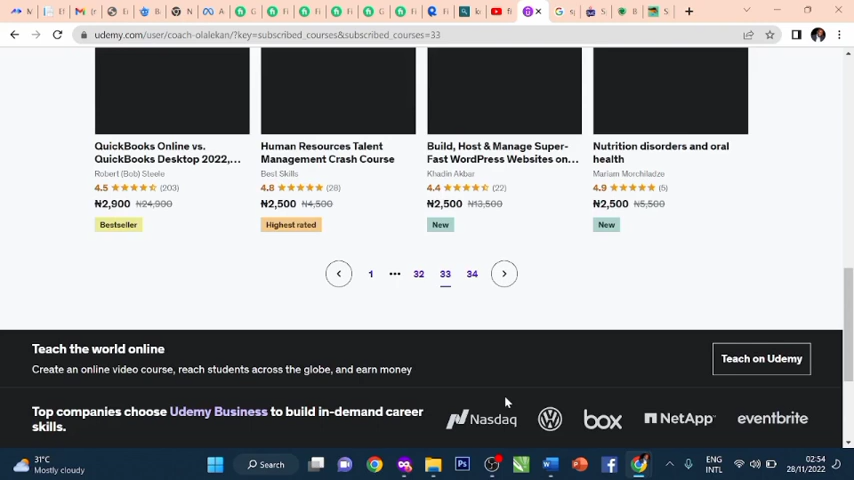 udemy.com/user/coach-olalekan/?key=subscribed_courses&subscribed_courses=33
QuickBooks Online vs.
QuickBooks Desktop 2022,...
Robert (Bob) Steele
4.5 (203)
₦2,900 ₦24,900
Bestseller
Human Resources Talent
Management Crash Course
Best Skills
4.8 (28)
₦2,500 ₦4,500
Highest rated
Build, Host & Manage Super-
Fast WordPress Websites on...
Khadin Akbar
4.4 (22)
₦2,500 ₦13,500
New
Nutrition disorders and oral
health
Mariam Morchiladze
4.9 (5)
₦2,500 ₦5,500
New
1 ••• 32 33 34
Teach the world online
Create an online video course, reach students across the globe, and earn money
Teach on Udemy
Top companies choose Udemy Business to build in-demand career
skills.
Nasdaq
box
NetApp
eventbrite
31°C
Mostly cloudy
Search
ENG
INTL
02:54
28/11/2022